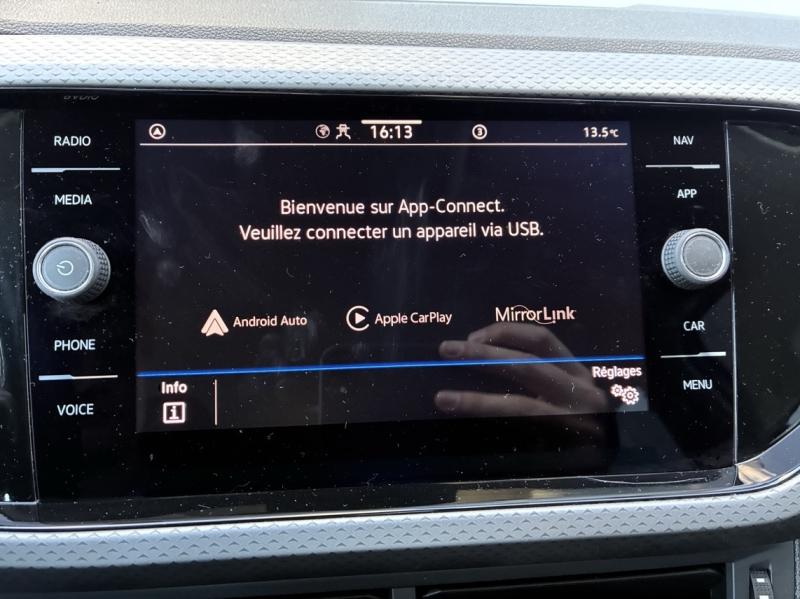 RADIO
MEDIA
PHONE
VOICE
16:13
3
13.5°C
Bienvenue sur App-Connect.
Veuillez connecter un appareil via USB.
Android Auto
Apple CarPlay
MirrorLink
Info
i
Réglages
NAV
APP
CAR
MENU